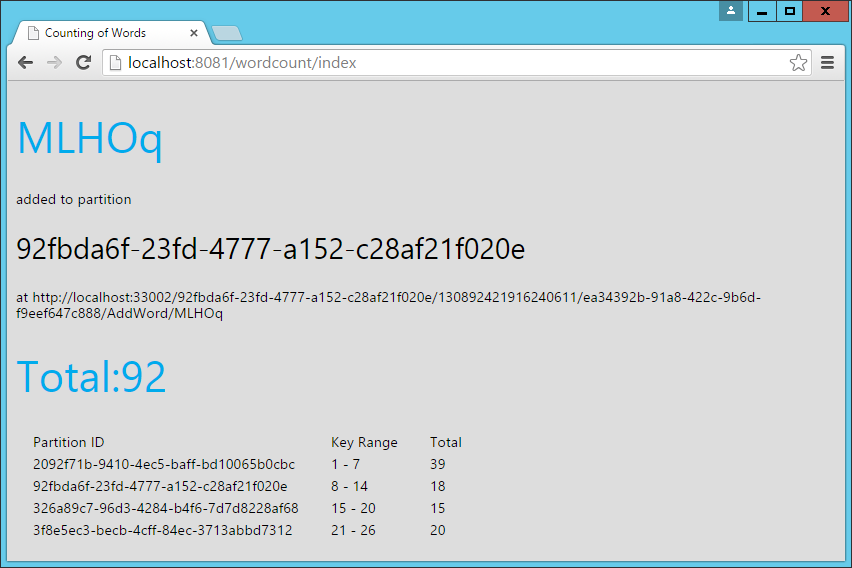 Counting of Words
localhost:8081/wordcount/index
MLHOq
added to partition
92fbda6f-23fd-4777-a152-c28af21f020e
at http://localhost:33002/92fbda6f-23fd-4777-a152-c28af21f020e/130892421916240611/ea34392b-91a8-422c-9b6d-
f9eef647c888/AddWord/MLHOq
Total:92
Partition ID Key Range Total
2092f71b-9410-4ec5-baff-bd10065b0cbc 1 - 7 39
92fbda6f-23fd-4777-a152-c28af21f020e 8 - 14 18
326a89c7-96d3-4284-b4f6-7d7d8228af68 15 - 20 15
3f8e5ec3-becb-4cff-84ec-3713abbd7312 21 - 26 20